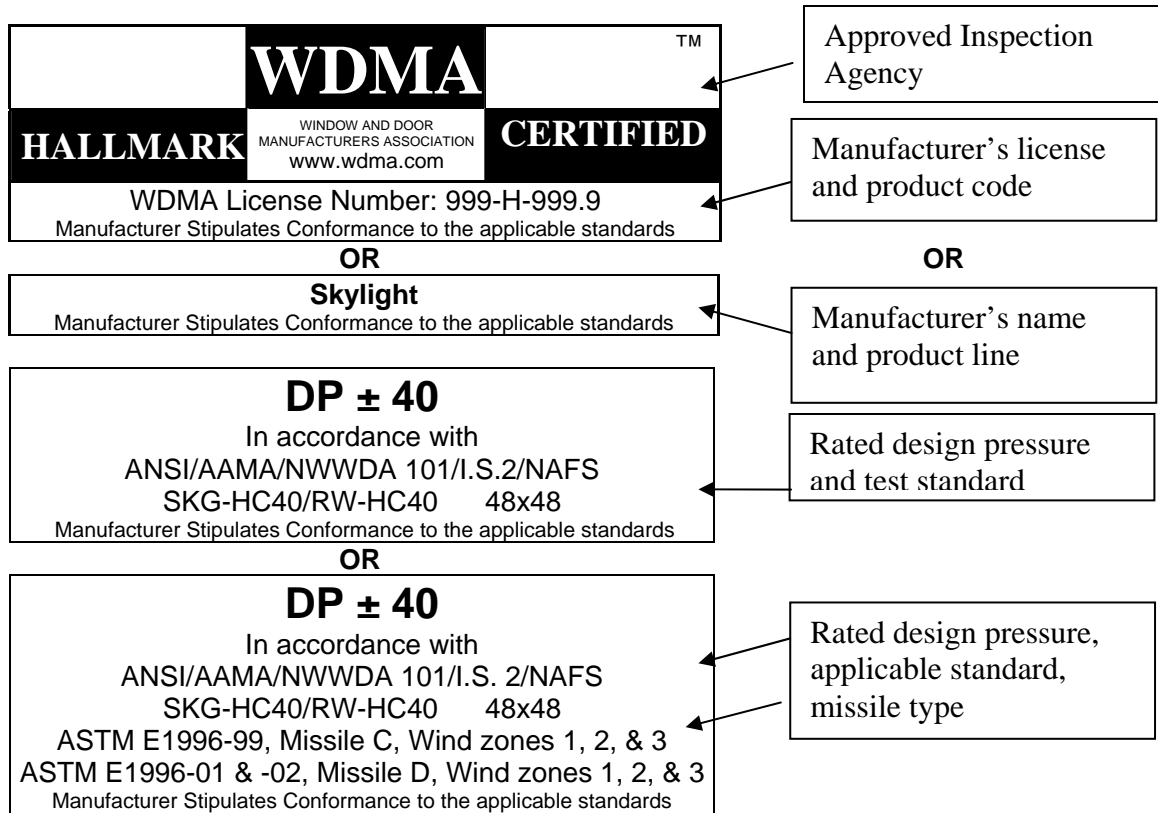 WDMA
TM
HALLMARK
WINDOW AND DOOR
MANUFACTURERS ASSOCIATION
www.wdma.com
CERTIFIED
WDMA License Number: 999-H-999.9
Manufacturer Stipulates Conformance to the applicable standards
Approved Inspection
Agency
Manufacturer's license
and product code
OR
OR
Skylight
Manufacturer Stipulates Conformance to the applicable standards
Manufacturer's name
and product line
DP ± 40
In accordance with
ANSI/AAMA/NWWDA 101/I.S.2/NAFS
SKG-HC40/RW-HC40 48x48
Manufacturer Stipulates Conformance to the applicable standards
Rated design pressure
and test standard
OR
DP ± 40
In accordance with
ANSI/AAMA/NWWDA 101/I.S. 2/NAFS
SKG-HC40/RW-HC40 48x48
ASTM E1996-99, Missile C, Wind zones 1, 2, & 3
ASTM E1996-01 & -02, Missile D, Wind zones 1, 2, & 3
Manufacturer Stipulates Conformance to the applicable standards
Rated design pressure,
applicable standard,
missile type